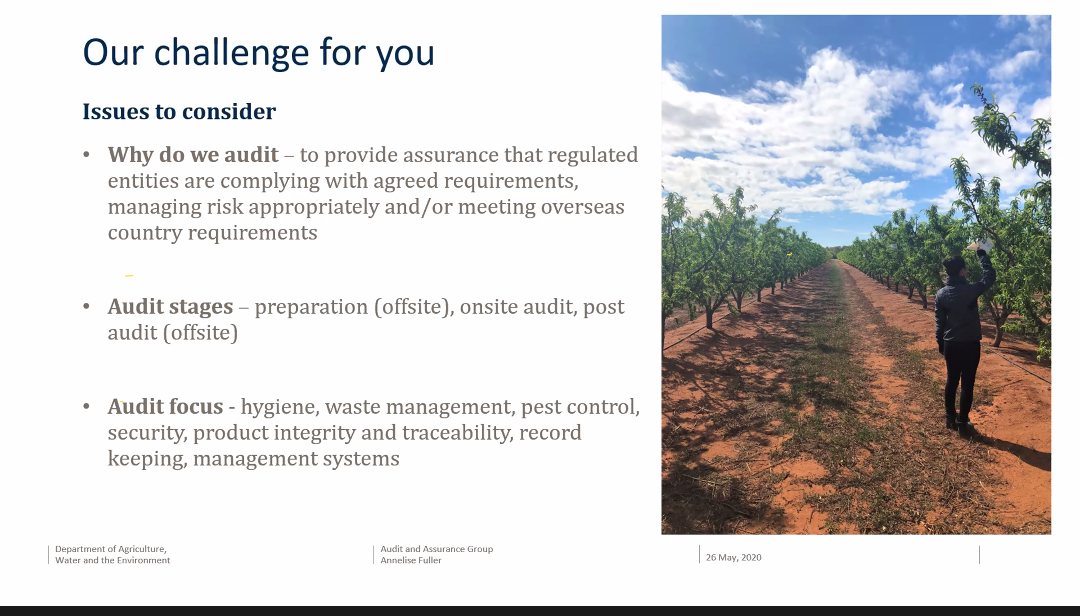 Our challenge for you
Issues to consider
• Why do we audit – to provide assurance that regulated
entities are complying with agreed requirements,
managing risk appropriately and/or meeting overseas
country requirements
–
• Audit stages – preparation (offsite), onsite audit, post
audit (offsite)
• Audit focus - hygiene, waste management, pest control,
security, product integrity and traceability, record
keeping, management systems
Department of Agriculture,
Water and the Environment
Audit and Assurance Group
Annelise Fuller
26 May, 2020